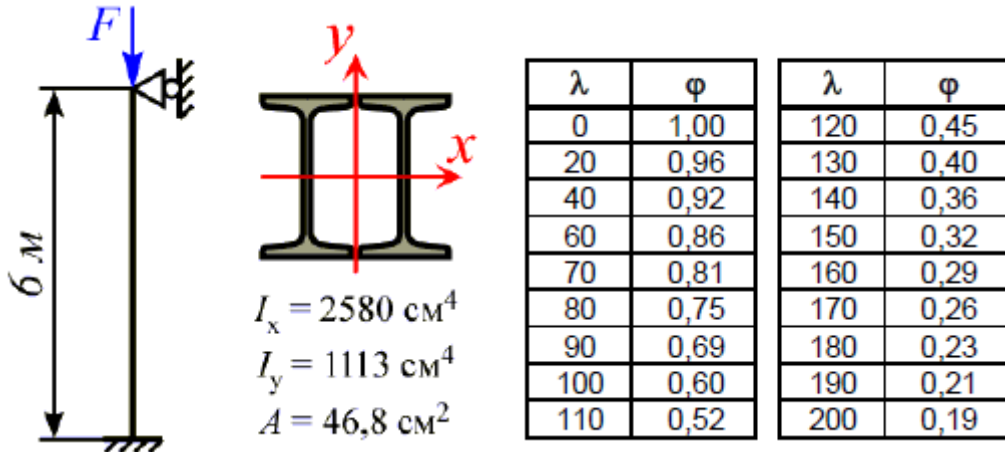 F
6 м
y
x
I_x = 2580 см⁴
I_y = 1113 см⁴
A = 46,8 см²
λ φ
0 1,00
20 0,96
40 0,92
60 0,86
70 0,81
80 0,75
90 0,69
100 0,60
110 0,52
λ φ
120 0,45
130 0,40
140 0,36
150 0,32
160 0,29
170 0,26
180 0,23
190 0,21
200 0,19